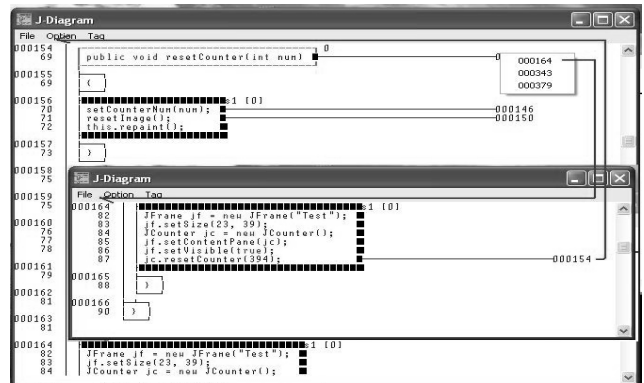 J-Diagram
File Option Tag
000154 0
69 public void resetCounter(int num)
000164
000343
000379
000155
69 {
000156 s1 [0]
70 setCounterNum(num); 000146
71 resetImage(); 000150
72 this.repaint();
000157
73 }
000158
75
000159
75
000160
76
77
78
000161
79
000162
81
000163
81
J-Diagram
File Option Tag
000164 s1 [0]
82 JFrame jf = new JFrame("Test");
83 jf.setSize(23, 39);
84 JCounter jc = new JCounter();
85 jf.setContentPane(jc);
86 jf.setVisible(true);
87 jc.resetCounter(394); 000154
000165
88 }
000166
90 }
000164 s1 [0]
82 JFrame jf = new JFrame("Test");
83 jf.setSize(23, 39);
84 JCounter jc = new JCounter();